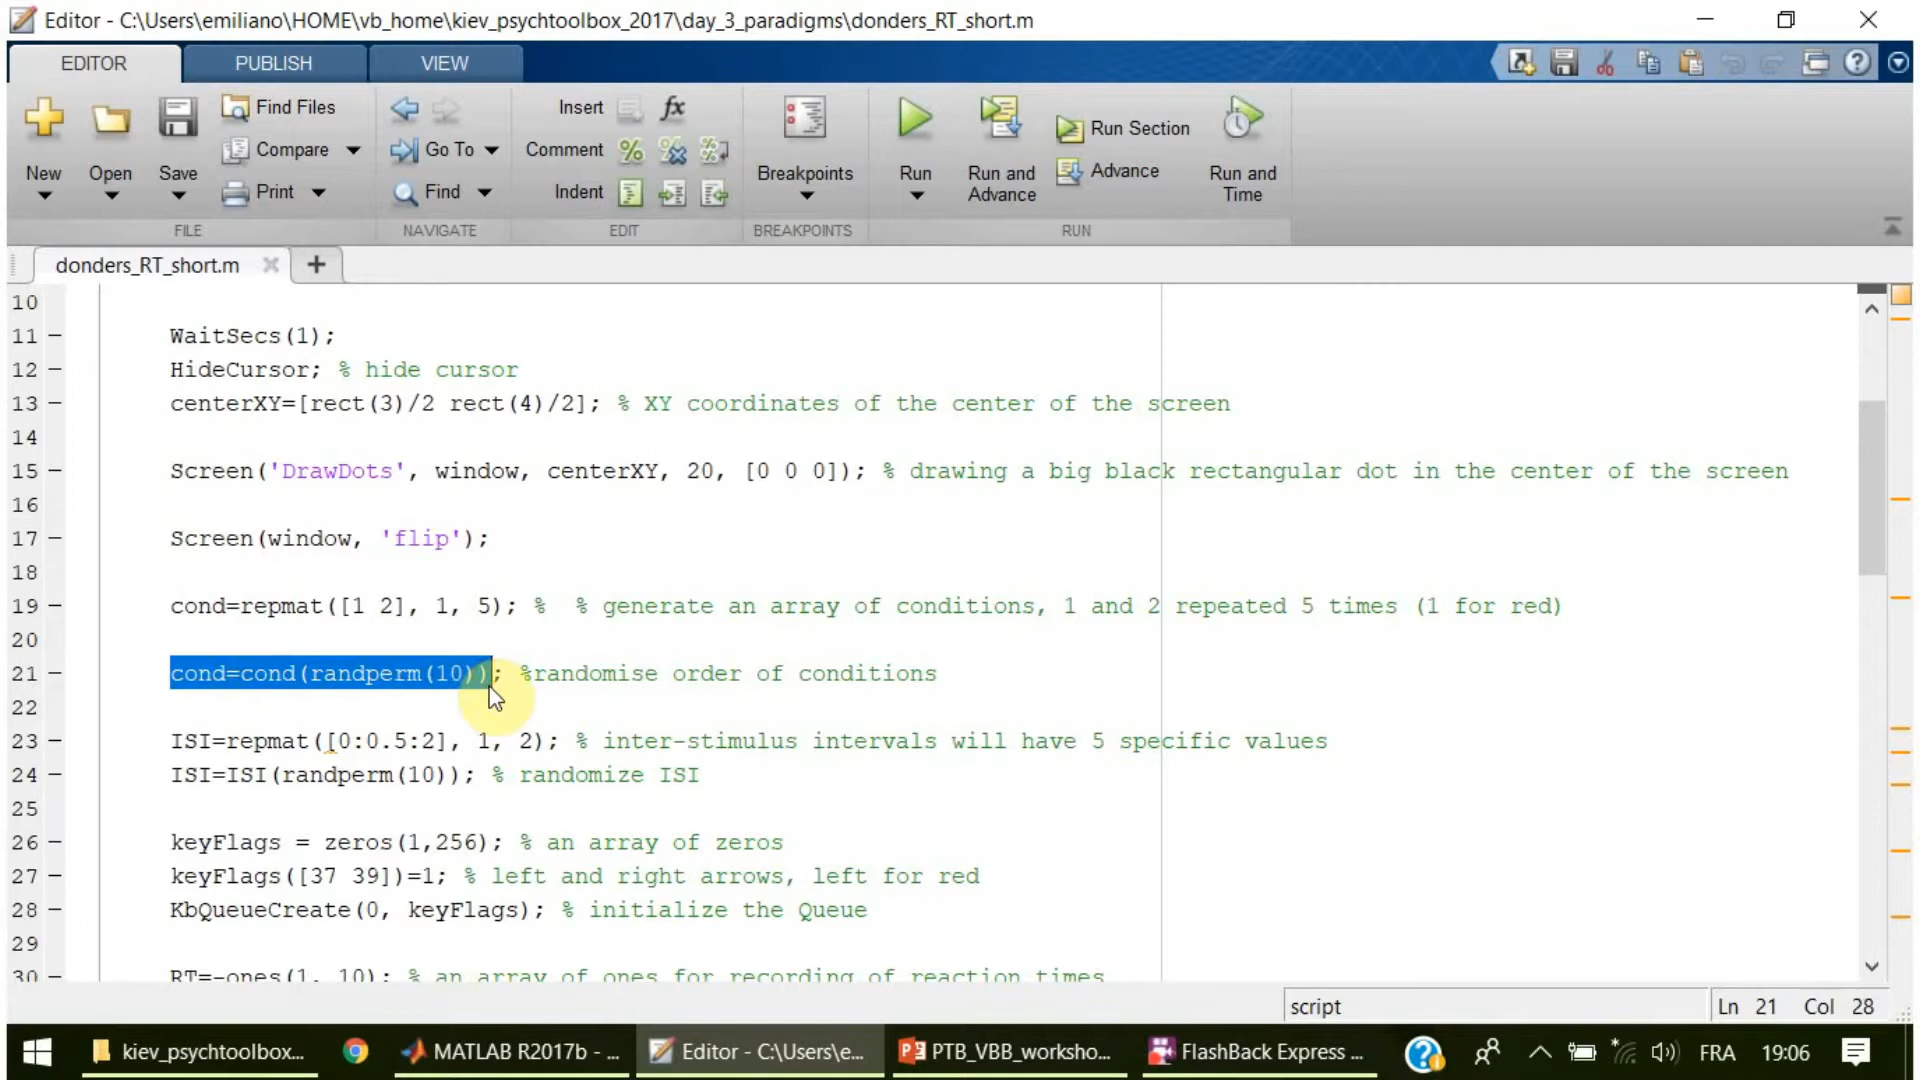 Editor - C:\Users\emiliano\HOME\vb_home\kiev_psychtoolbox_2017\day_3_paradigms\donders_RT_short.m
EDITOR PUBLISH VIEW
New Open Save Find Files Compare Print
Go To Find
Insert fx
Comment
Indent
Breakpoints
Run Run and Advance Run Section Advance Run and Time
FILE NAVIGATE EDIT BREAKPOINTS RUN
donders_RT_short.m
10
11 WaitSecs(1);
12 HideCursor; % hide cursor
13 centerXY=[rect(3)/2 rect(4)/2]; % XY coordinates of the center of the screen
14
15 Screen('DrawDots', window, centerXY, 20, [0 0 0]); % drawing a big black rectangular dot in the center of the screen
16
17 Screen(window, 'flip');
18
19 cond=repmat([1 2], 1, 5); % % generate an array of conditions, 1 and 2 repeated 5 times (1 for red)
20
21 cond=cond(randperm(10)); %randomise order of conditions
22
23 ISI=repmat([0:0.5:2], 1, 2); % inter-stimulus intervals will have 5 specific values
24 ISI=ISI(randperm(10)); % randomize ISI
25
26 keyFlags = zeros(1,256); % an array of zeros
27 keyFlags([37 39])=1; % left and right arrows, left for red
28 KbQueueCreate(0, keyFlags); % initialize the Queue
29
30 RT=-ones(1, 10); % an array of ones for recording of reaction times
script Ln 21 Col 28
kiev_psychtoolbox... MATLAB R2017b - ... Editor - C:\Users\e... PTB_VBB_worksho... FlashBack Express ... FRA 19:06